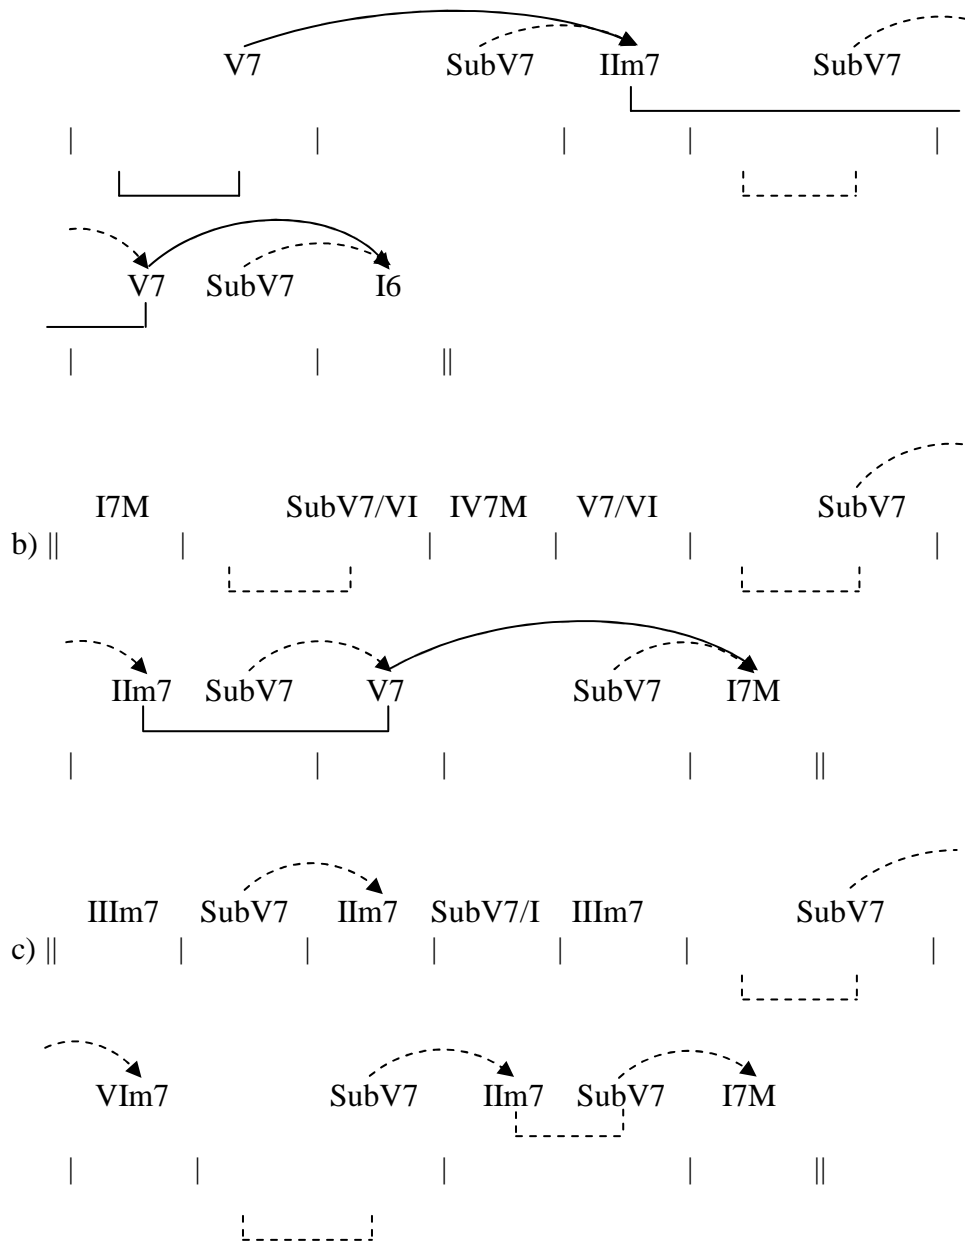 V7 SubV7 IIm7 SubV7
| | | | |
V7 SubV7 I6
| | ||
I7M SubV7/VI IV7M V7/VI SubV7
b) || | | | | |
IIm7 SubV7 V7 SubV7 I7M
| | | | ||
IIIm7 SubV7 IIm7 SubV7/I IIIm7 SubV7
c) || | | | | | |
VIm7 SubV7 IIm7 SubV7 I7M
| | | | ||